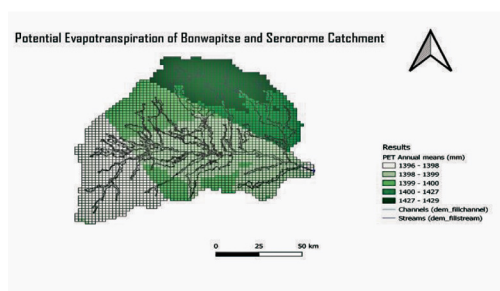 Potential Evapotranspiration of Bonwapitse and Serororme Catchment
Results
PET Annual means (mm)
1396 - 1398
1398 - 1399
1399 - 1400
1400 - 1427
1427 - 1429
Channels (dem_fillchannel)
Streams (dem_fillstream)
0 25 50 km